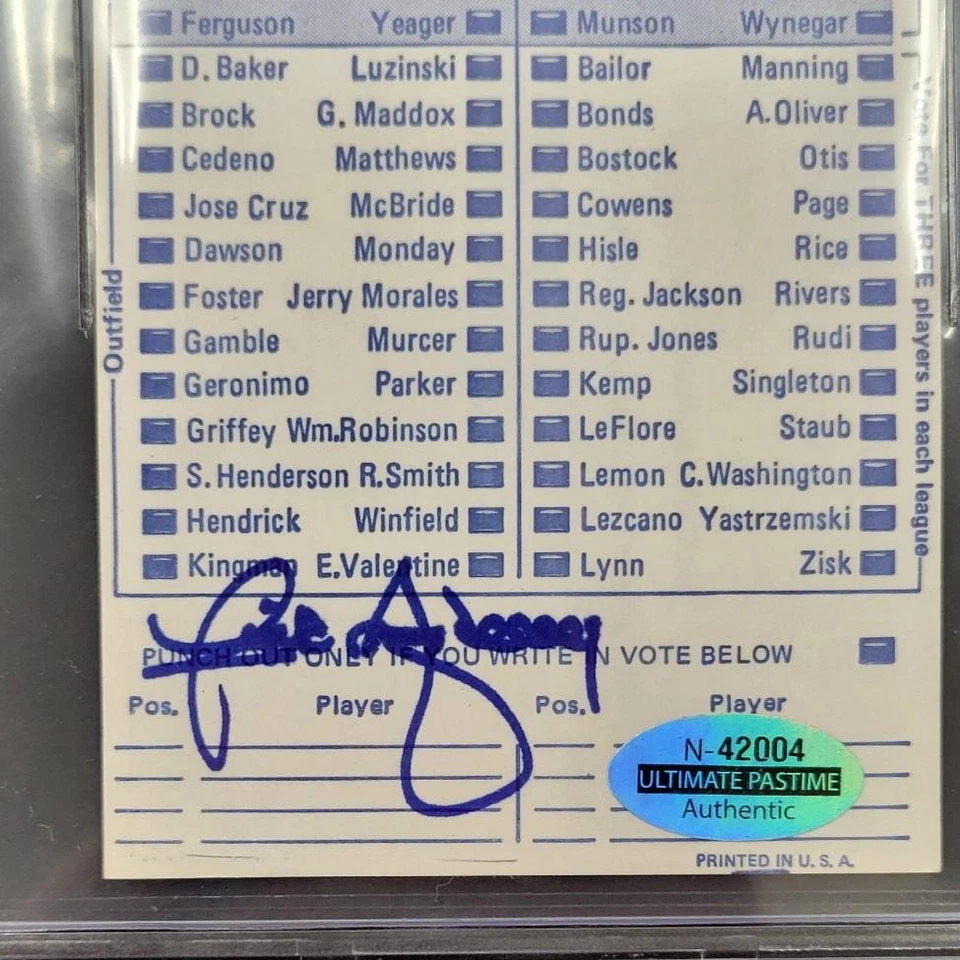 Ferguson Yeager Munson Wynegar
D. Baker Luzinski Bailor Manning
Brock G. Maddox Bonds A. Oliver
Cedeno Matthews Bostock Otis
Jose Cruz McBride Cowens Page
Dawson Monday Hisle Rice
Foster Jerry Morales Reg. Jackson Rivers
Gamble Murcer Rup. Jones Rudi
Geronimo Parker Kemp Singleton
Griffey Wm. Robinson LeFlore Staub
S. Henderson R. Smith Lemon C. Washington
Hendrick Winfield Lezcano Yastrzemski
Kingman E. Valentine Lynn Zisk
Outfield
Vote For THREE players in each league
PUNCH OUT ONLY IF YOU WRITE IN VOTE BELOW
Pos. Player Pos. Player
N-42004
ULTIMATE PASTIME
Authentic
PRINTED IN U. S. A.